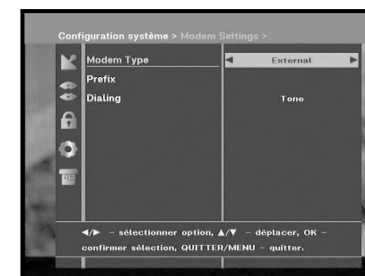 Configuration système > Modem Settings >
Modem Type
◀ External ▶
Prefix
Dialing
Tone
◀/▶ – sélectionner option, ▲/▼ – déplacer, OK –
confirmer sélection, QUITTER/MENU – quitter.